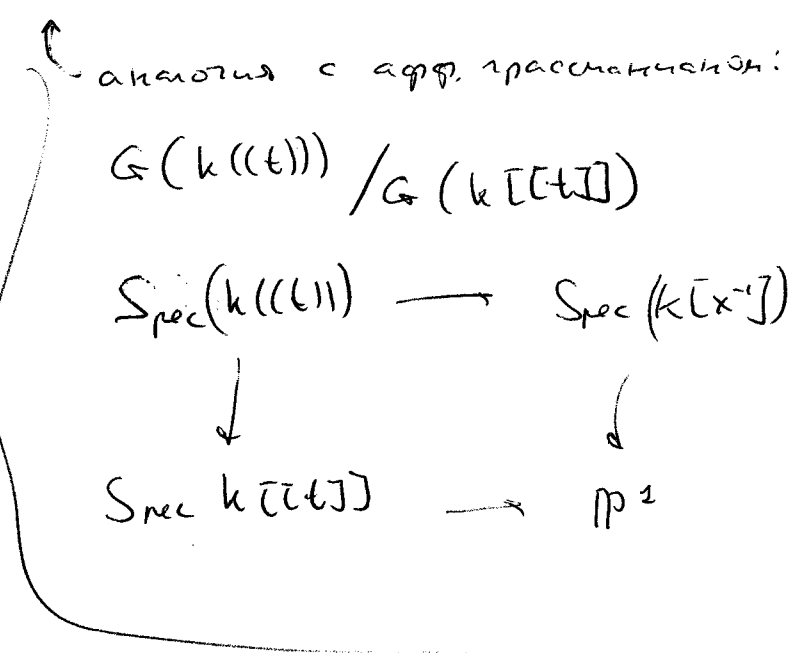 аналогия с афф. грассманианом:
G(k((t)))/G(k[[t]])
Spec(k((t)) — Spec(k[x⁻¹])
↓ ↓
Spec k[[t]] → ℙ¹